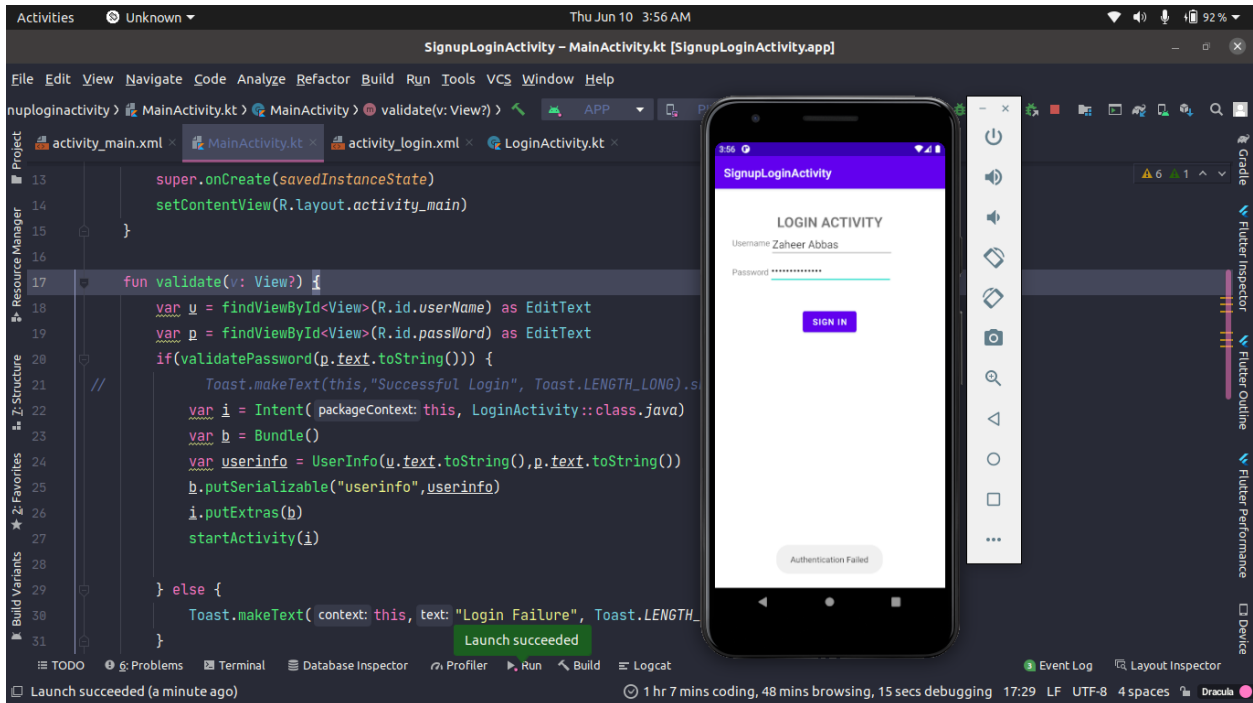 Activities Unknown Thu Jun 10 3:56 AM 92 %
SignupLoginActivity – MainActivity.kt [SignupLoginActivity.app]
File Edit View Navigate Code Analyze Refactor Build Run Tools VCS Window Help
nuploginactivity MainActivity.kt MainActivity validate(v: View?) APP
activity_main.xml MainActivity.kt activity_login.xml LoginActivity.kt
6 1
13 super.onCreate(savedInstanceState)
14 setContentView(R.layout.activity_main)
15 }
16
17 fun validate(v: View?) {
18 var u = findViewById<View>(R.id.userName) as EditText
19 var p = findViewById<View>(R.id.passWord) as EditText
20 if(validatePassword(p.text.toString())) {
21 // Toast.makeText(this,"Successful Login", Toast.LENGTH_LONG).s
22 var i = Intent( packageContext: this, LoginActivity::class.java)
23 var b = Bundle()
24 var userinfo = UserInfo(u.text.toString(),p.text.toString())
25 b.putSerializable("userinfo",userinfo)
26 i.putExtras(b)
27 startActivity(i)
28
29 } else {
30 Toast.makeText( context: this, text: "Login Failure", Toast.LENGTH_
31 }
Launch succeeded
Project
Resource Manager
Z: Structure
2: Favorites
Build Variants
3:56
SignupLoginActivity
LOGIN ACTIVITY
Username Zaheer Abbas
Password ••••••••••••••
SIGN IN
Authentication Failed
Gradle
Flutter Inspector
Flutter Outline
Flutter Performance
Device
TODO 6: Problems Terminal Database Inspector Profiler Run Build Logcat 3 Event Log Layout Inspector
Launch succeeded (a minute ago) 1 hr 7 mins coding, 48 mins browsing, 15 secs debugging 17:29 LF UTF-8 4 spaces Dracula